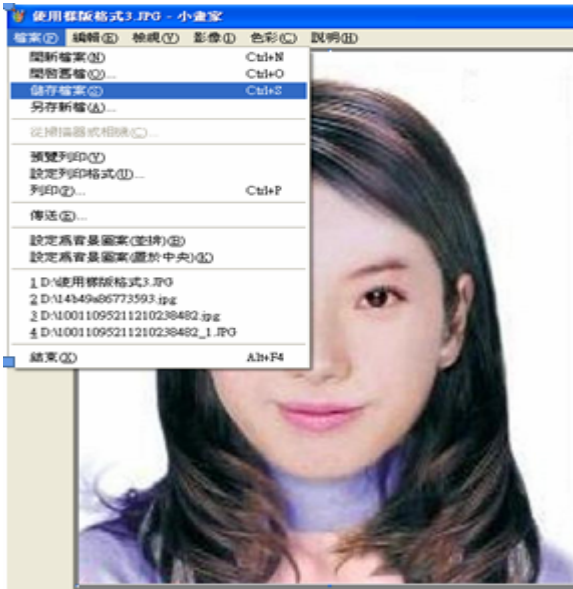 使用樣版格式3.JPG - 小畫家
檔案(F) 編輯(E) 檢視(V) 影像(I) 色彩(C) 說明(H)
開新檔案(N) Ctrl+N
開啟舊檔(O)... Ctrl+O
儲存檔案(S) Ctrl+S
另存新檔(A)...
從掃描器或相機(C)...
預覽列印(V)
設定列印格式(U)...
列印(P)... Ctrl+P
傳送(E)...
設定為背景圖案(並排)(B)
設定為背景圖案(置於中央)(K)
1 D:\使用樣版格式3.JPG
2 D:\14b49a86773593.jpg
3 D:\10011095211210238482.jpg
4 D:\10011095211210238482_1.JPG
結束(X) Alt+F4